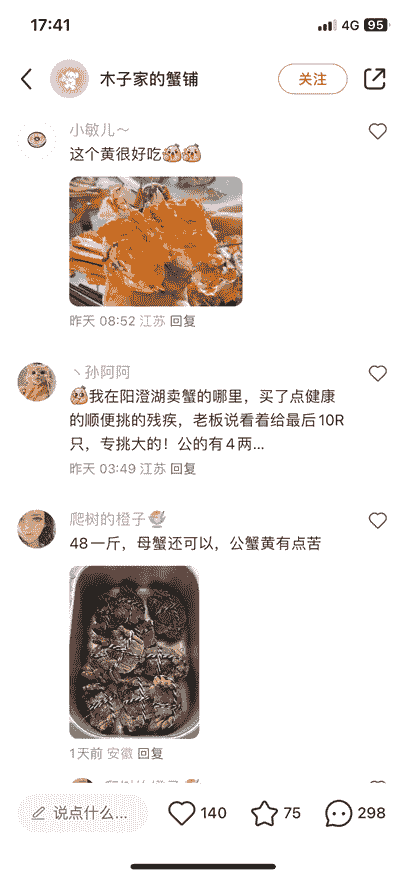 17:41
4G 95
木子家的蟹铺
关注
小敏儿～
这个黄很好吃
昨天 08:52 江苏 回复
丶孙阿阿
我在阳澄湖卖蟹的哪里，买了点健康
的顺便挑的残疾，老板说看着给最后10R
只，专挑大的！公的有4两...
昨天 03:49 江苏 回复
爬树的橙子
48一斤，母蟹还可以，公蟹黄有点苦
1天前 安徽 回复
爬树的橙子
说点什么...
140
75
298